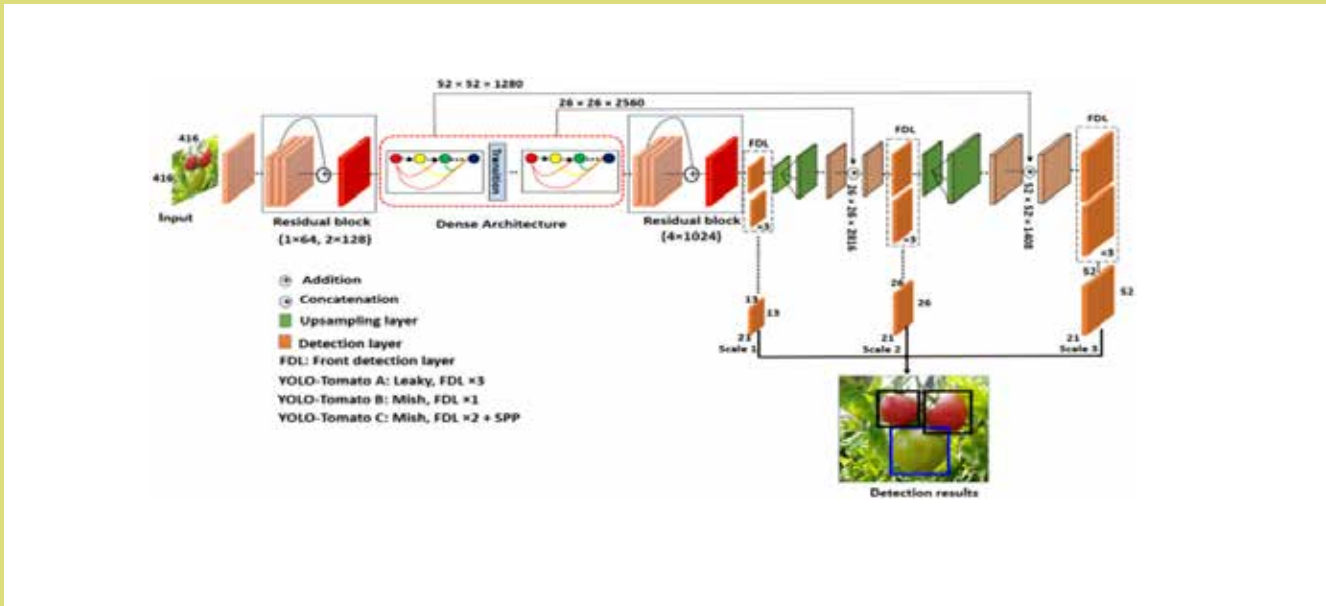 52 × 52 × 1280
26 × 26 × 2560
416
416
Input
Residual block
(1×64, 2×128)
Transition
Dense Architecture
Residual block
(4×1024)
FDL
×3
26 × 26 × 2816
FDL
×3
52 × 52 × 1408
FDL
×3
13
13
21
Scale 1
26
26
21
Scale 2
52
52
21
Scale 3
Addition
Concatenation
Upsampling layer
Detection layer
FDL: Front detection layer
YOLO-Tomato A: Leaky, FDL ×3
YOLO-Tomato B: Mish, FDL ×1
YOLO-Tomato C: Mish, FDL ×2 + SPP
Detection results